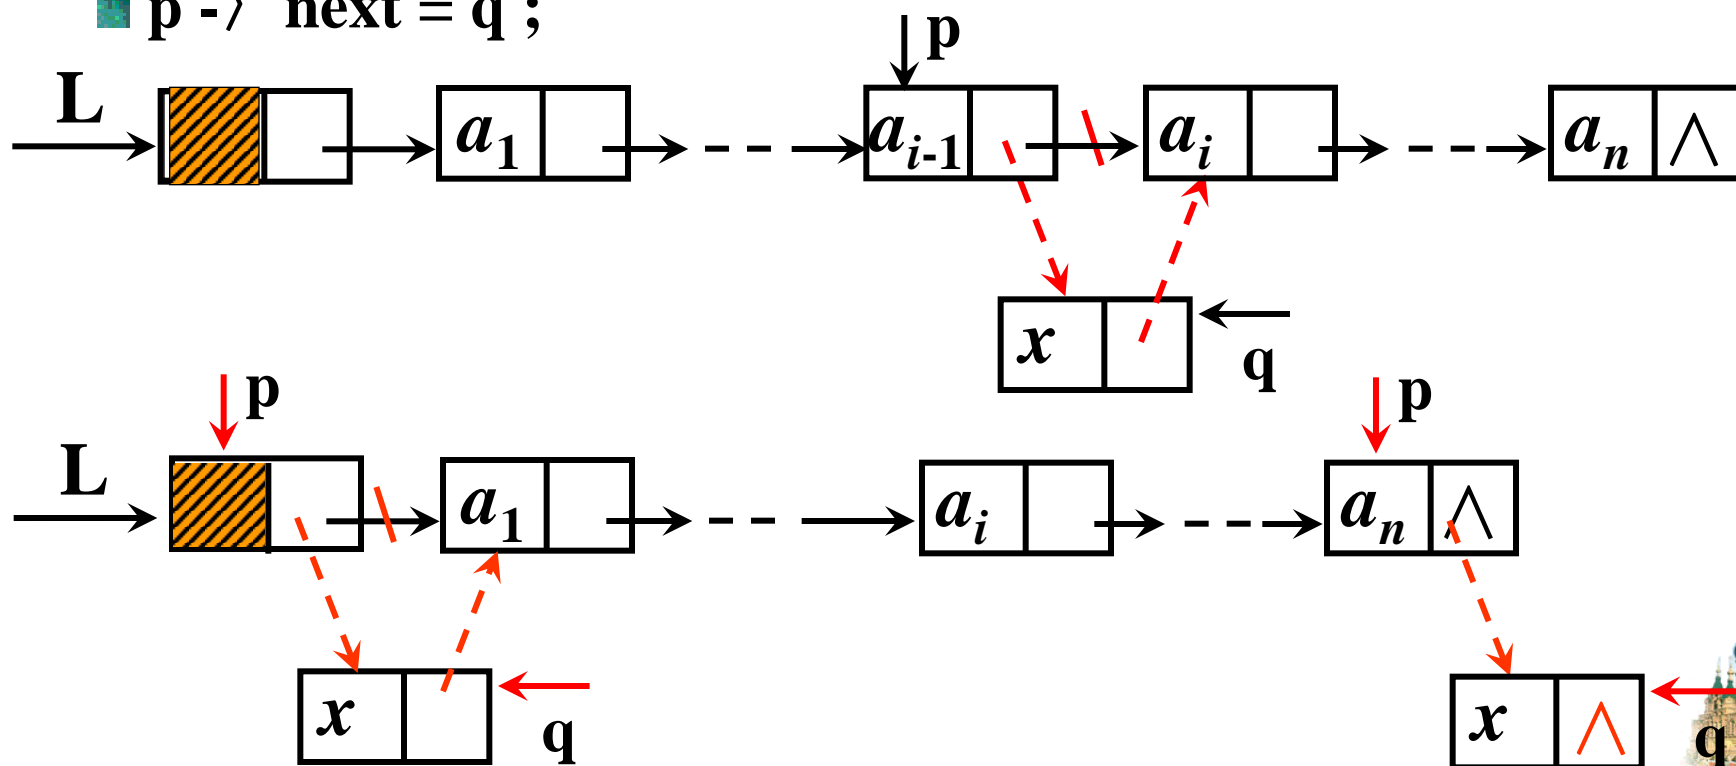 p -〉 next = q ;
p
L
a1 ai-1 ai an ∧
x
q
p p
L
a1 ai an ∧
x
q
x ∧
q